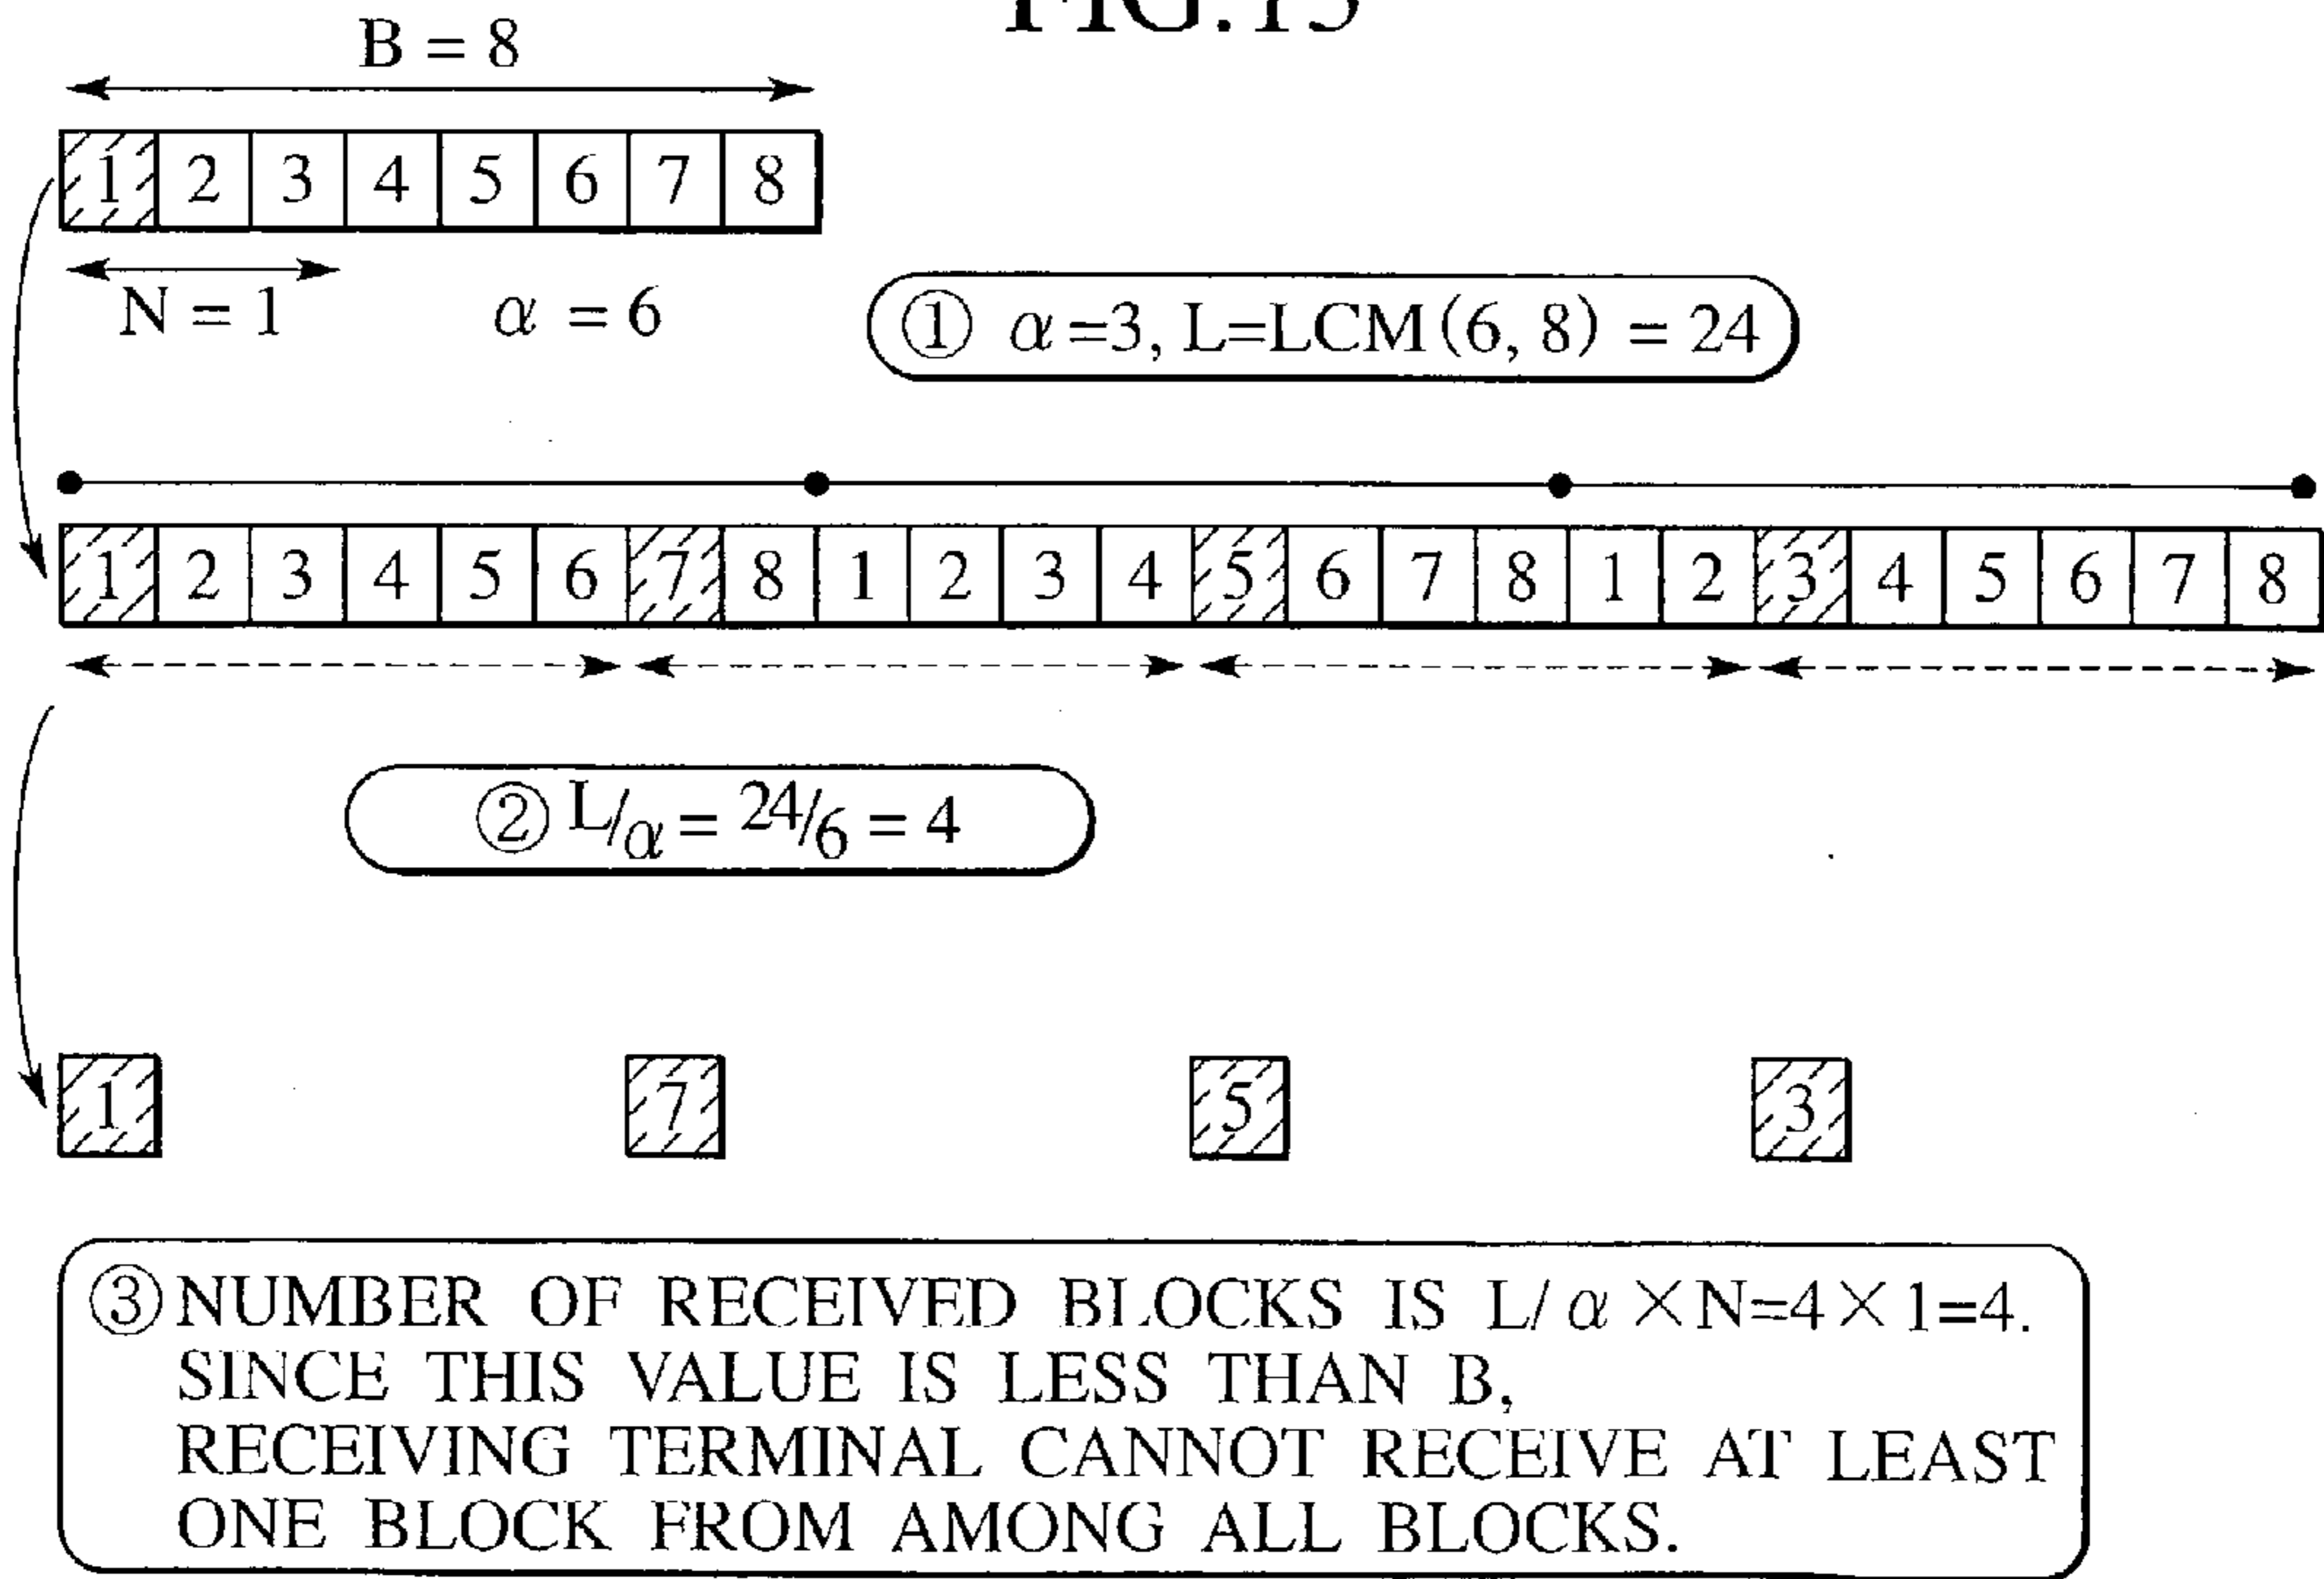 FIG.15
B = 8
1 2 3 4 5 6 7 8
N = 1
α = 6
① α=3, L=LCM(6, 8) = 24
1 2 3 4 5 6 7 8 1 2 3 4 5 6 7 8 1 2 3 4 5 6 7 8
② L/α = 24/6 = 4
1 7 5 3
③ NUMBER OF RECEIVED BLOCKS IS L/α×N=4×1=4.
SINCE THIS VALUE IS LESS THAN B,
RECEIVING TERMINAL CANNOT RECEIVE AT LEAST
ONE BLOCK FROM AMONG ALL BLOCKS.